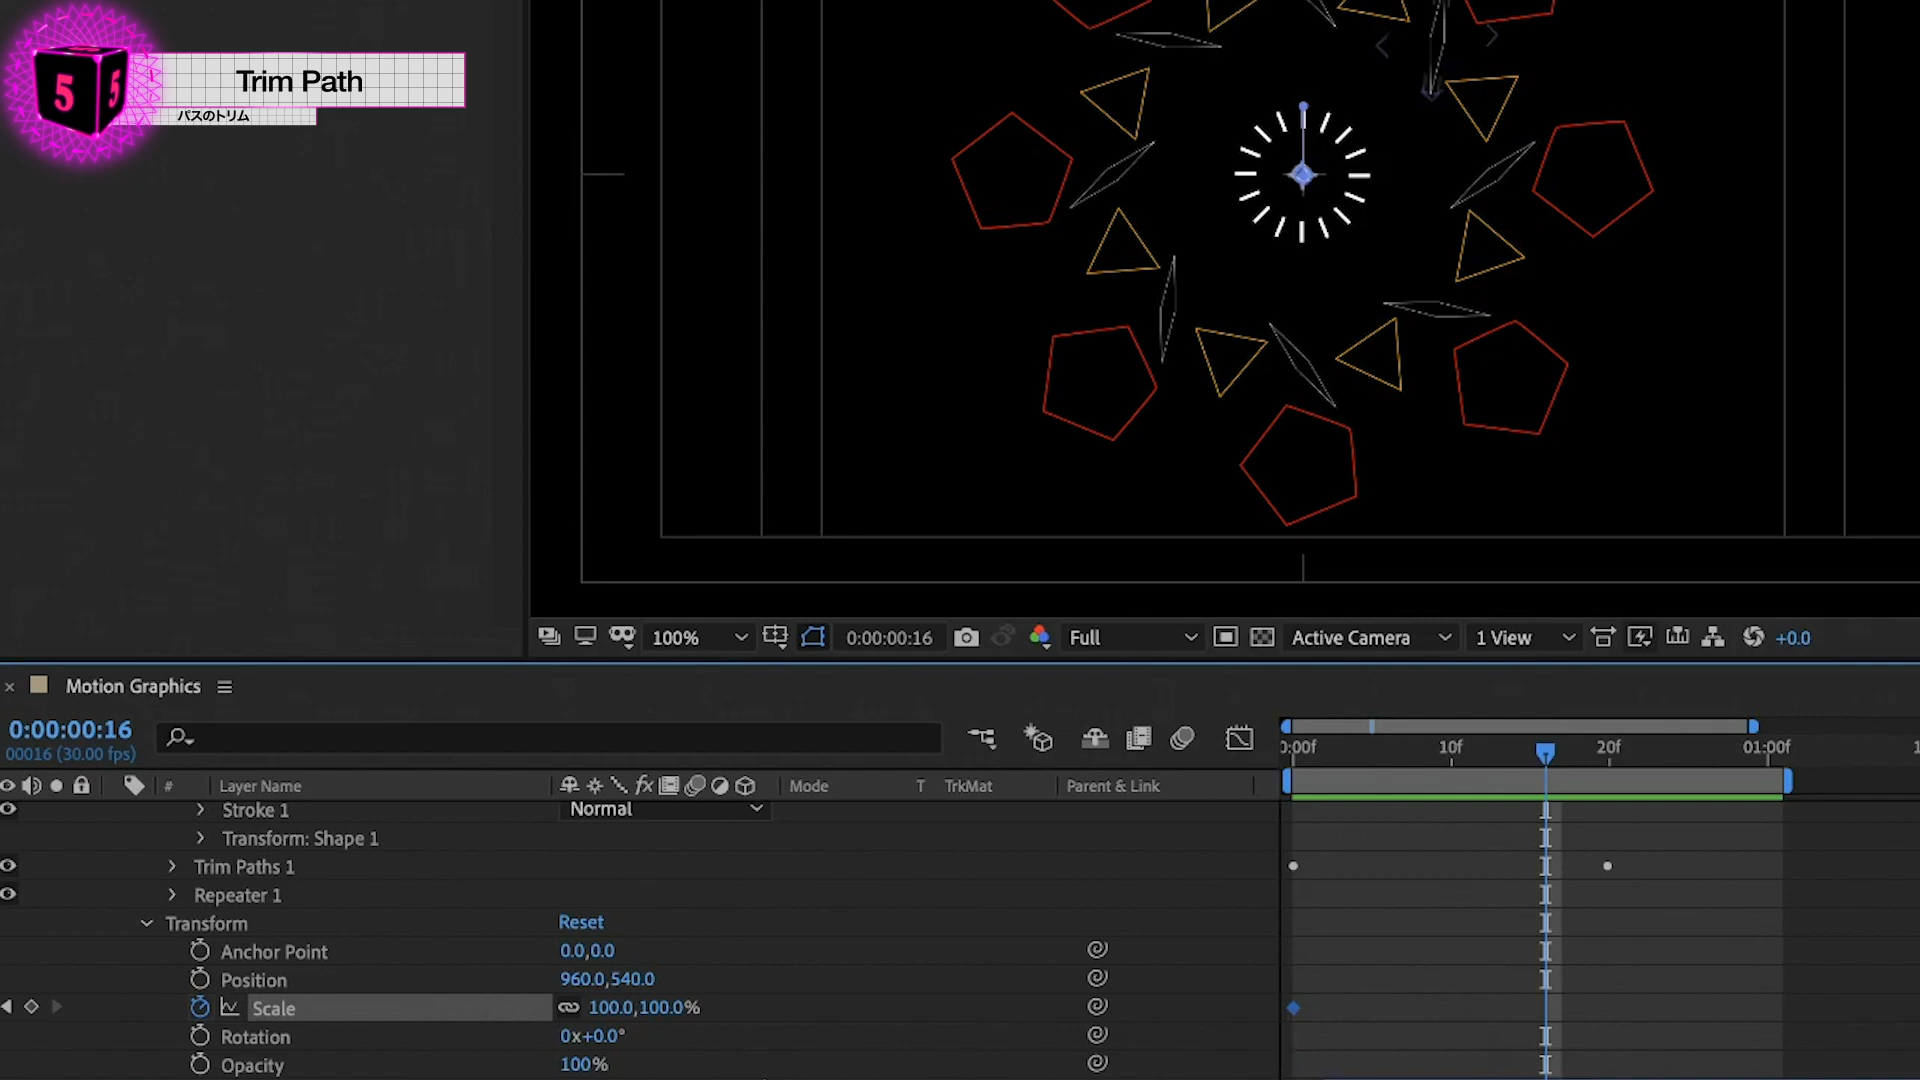 5 5
Trim Path
パスのトリム
100%
0:00:00:16
Full
Active Camera
1 View
+0.0
Motion Graphics
0:00:00:16
00016 (30.00 fps)
0:00f 10f 20f 01:00f 1
# Layer Name fx Mode T TrkMat Parent & Link
Stroke 1 Normal
Transform: Shape 1
Trim Paths 1
Repeater 1
Transform Reset
Anchor Point 0.0,0.0
Position 960.0,540.0
Scale 100.0,100.0%
Rotation 0x+0.0°
Opacity 100%